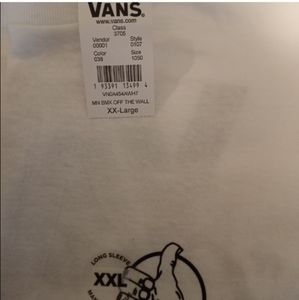 VANS®
www.vans.com
Class
3705
Vendor Style
00001 0107
Color Size
038 1050
1 93391 13499 4
VN0A454AWHT
MN BMX OFF THE WALL
XX-Large
LONG SLEEVE
XXL